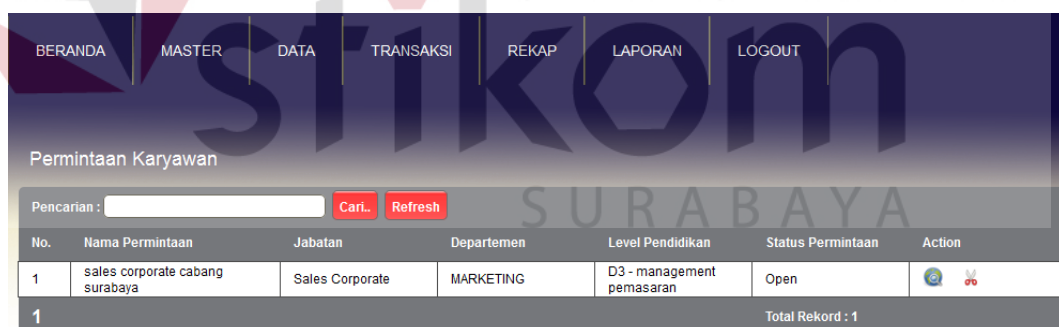 stikom
SURABAYA
BERANDA MASTER DATA TRANSAKSI REKAP LAPORAN LOGOUT
Permintaan Karyawan
Pencarian : Cari.. Refresh
No. Nama Permintaan Jabatan Departemen Level Pendidikan Status Permintaan Action
1 sales corporate cabang surabaya Sales Corporate MARKETING D3 - management pemasaran Open
1 Total Rekord : 1